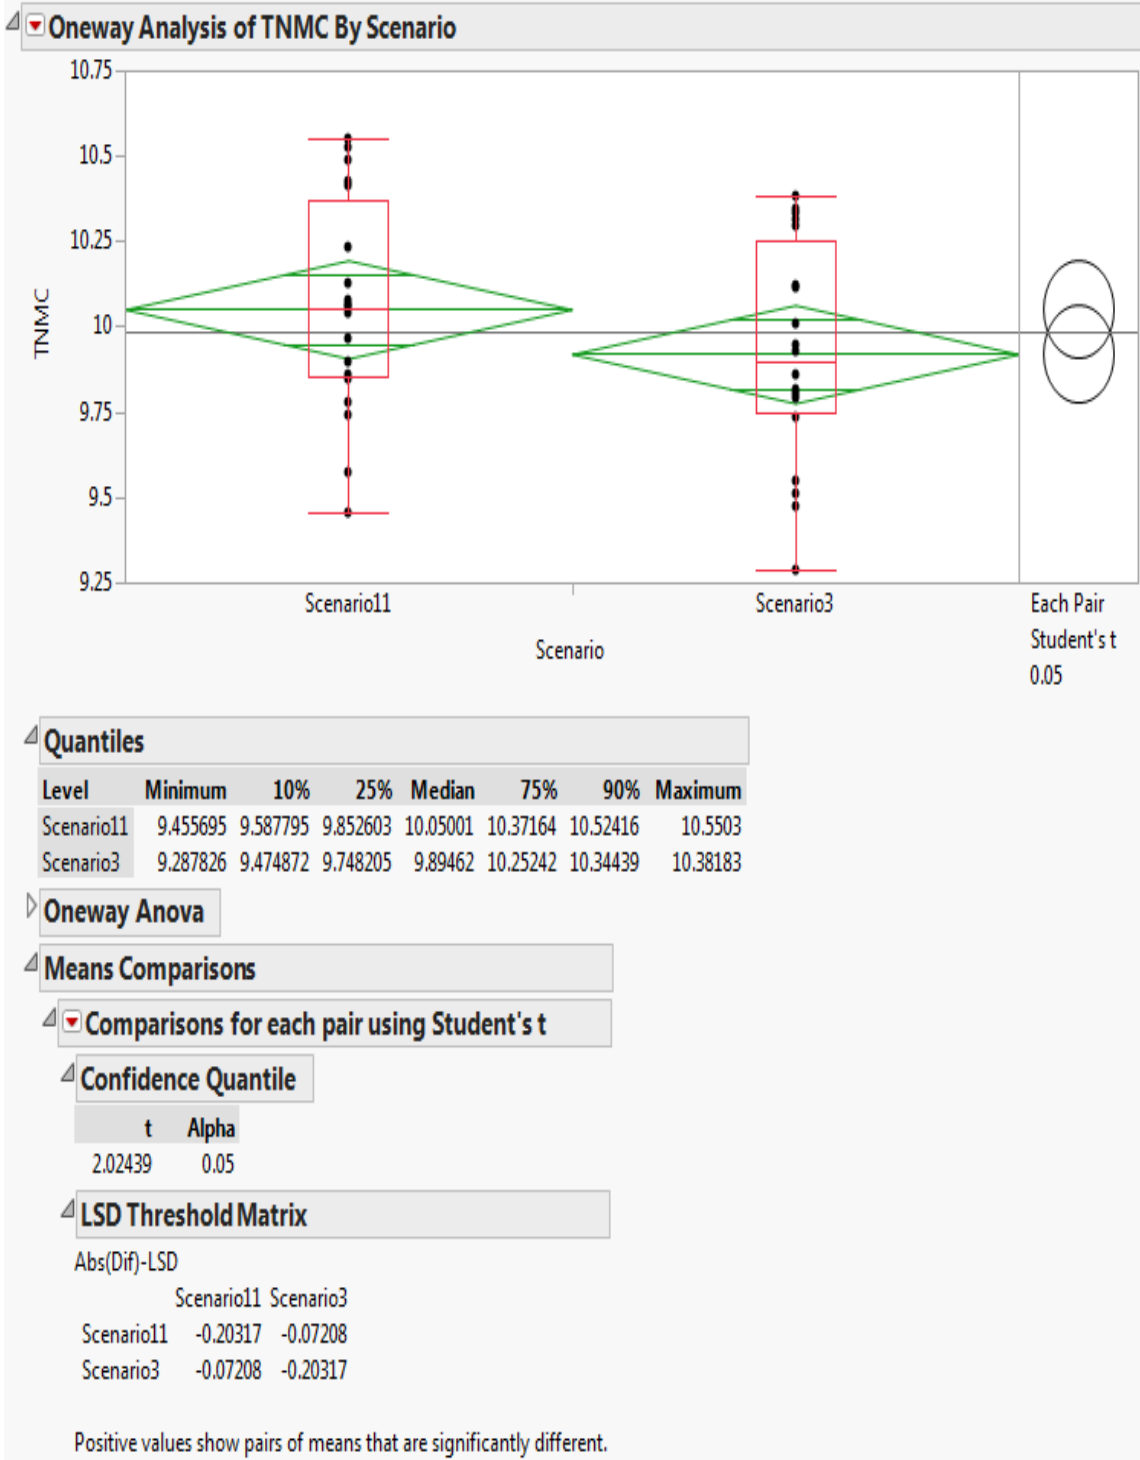 Oneway Analysis of TNMC By Scenario
10.75
10.5
10.25
10
9.75
9.5
9.25
TNMC
Scenario11 Scenario3
Scenario
Each Pair
Student's t
0.05
Quantiles
Level Minimum 10% 25% Median 75% 90% Maximum
Scenario11 9.455695 9.587795 9.852603 10.05001 10.37164 10.52416 10.5503
Scenario3 9.287826 9.474872 9.748205 9.89462 10.25242 10.34439 10.38183
Oneway Anova
Means Comparisons
Comparisons for each pair using Student's t
Confidence Quantile
t Alpha
2.02439 0.05
LSD Threshold Matrix
Abs(Dif)-LSD
Scenario11 Scenario3
Scenario11 -0.20317 -0.07208
Scenario3 -0.07208 -0.20317
Positive values show pairs of means that are significantly different.